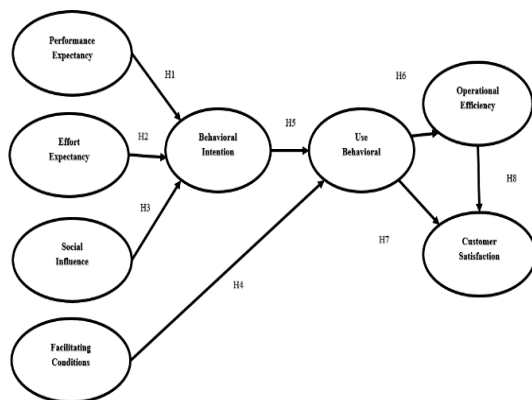 Performance
Expectancy
H1
Effort
Expectancy
H2
Behavioral
Intention
H5
Use
Behavioral
H6
Operational
Efficiency
H3
H8
Social
Influence
H7
Customer
Satisfaction
H4
Facilitating
Conditions